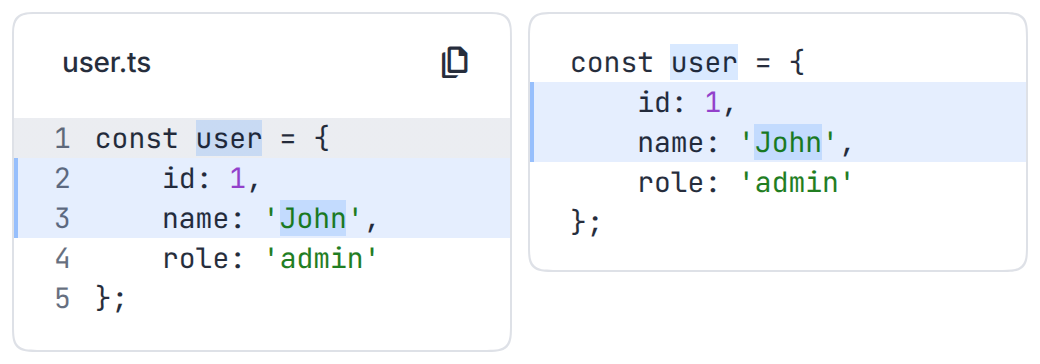 user.ts
1 const user = {
2     id: 1,
3     name: 'John',
4     role: 'admin'
5 };
const user = {
    id: 1,
    name: 'John',
    role: 'admin'
};